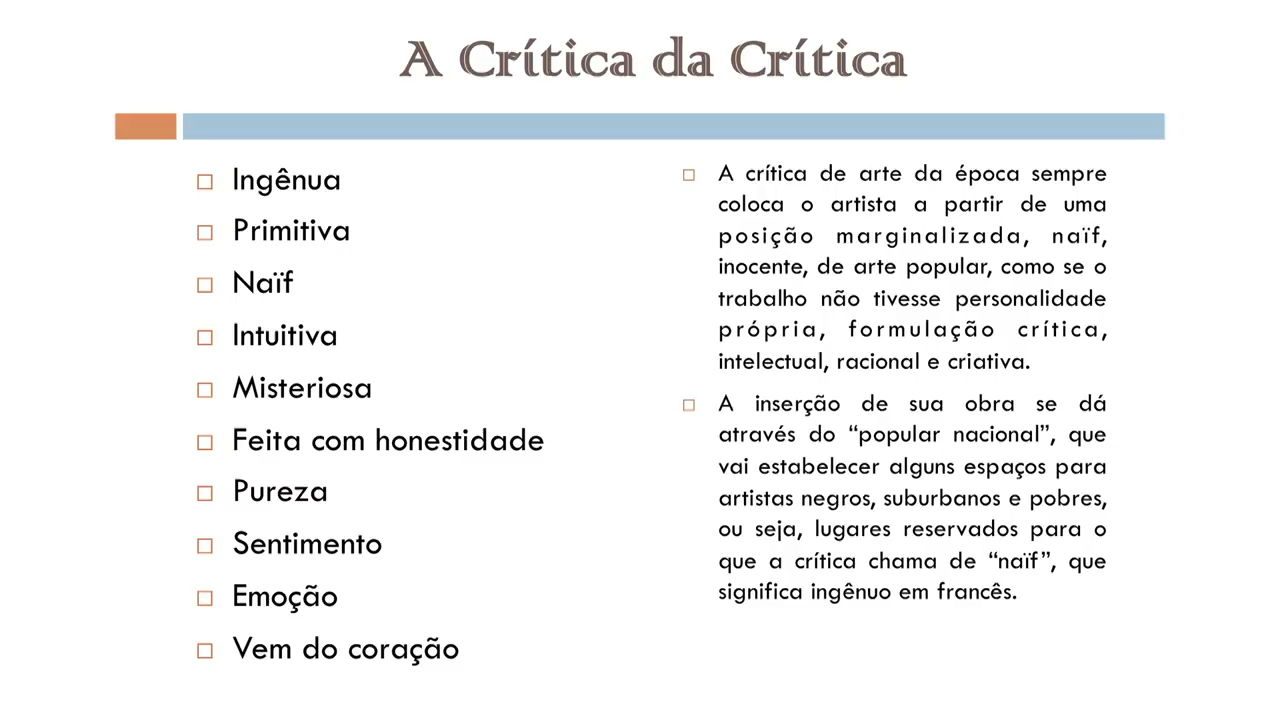 A Crítica da Crítica
Ingênua
Primitiva
Naïf
Intuitiva
Misteriosa
Feita com honestidade
Pureza
Sentimento
Emoção
Vem do coração
A crítica de arte da época sempre
coloca o artista a partir de uma
posição marginalizada, naïf,
inocente, de arte popular, como se o
trabalho não tivesse personalidade
própria, formulação crítica,
intelectual, racional e criativa.
A inserção de sua obra se dá
através do “popular nacional”, que
vai estabelecer alguns espaços para
artistas negros, suburbanos e pobres,
ou seja, lugares reservados para o
que a crítica chama de “naïf”, que
significa ingênuo em francês.